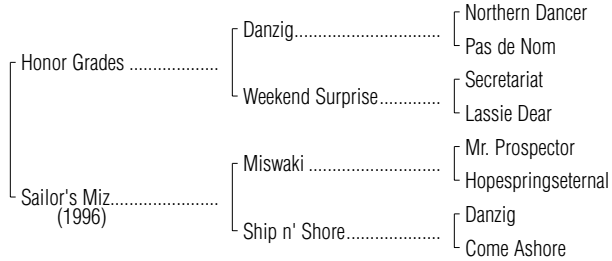 Northern Dancer
Danzig......................................
Pas de Nom
Honor Grades .......................
Secretariat
Weekend Surprise................
Lassie Dear
Mr. Prospector
Miswaki ..................................
Hopespringseternal
Sailor's Miz............................
(1996)
Danzig
Ship n' Shore.........................
Come Ashore